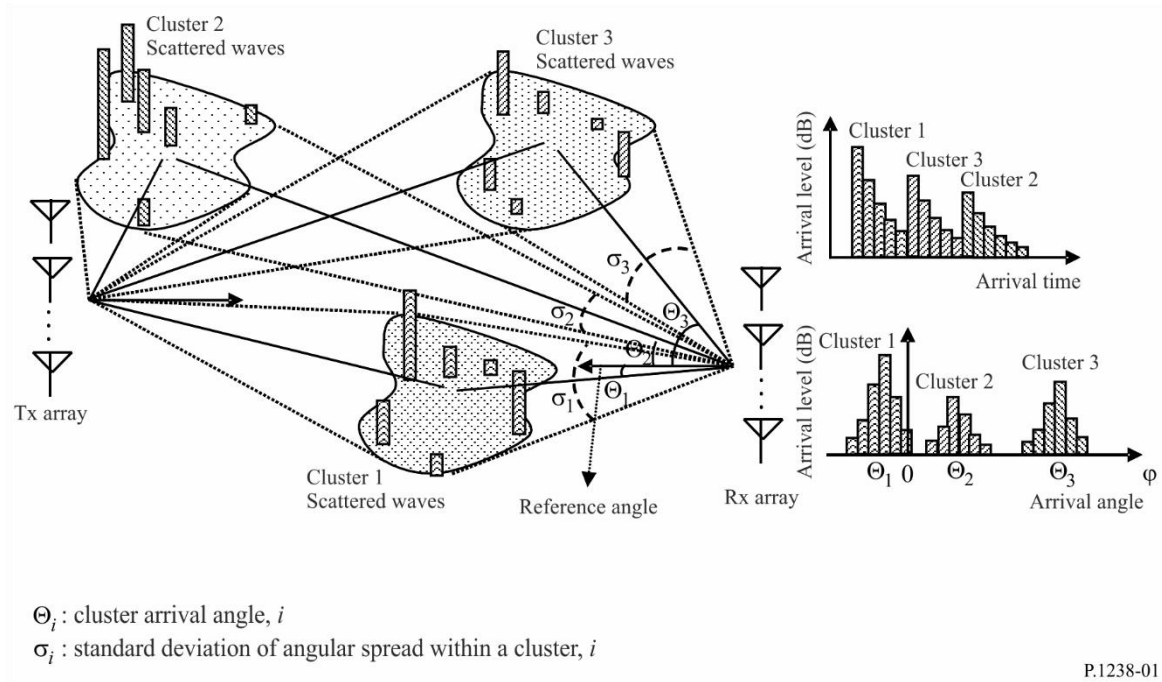 Cluster 2
Scattered waves
Cluster 3
Scattered waves
Tx array
Cluster 1
Scattered waves
σ3
σ2
σ1
Θ3
Θ2
Θ1
Reference angle
Rx array
Arrival level (dB)
Cluster 1
Cluster 3
Cluster 2
Arrival time
Arrival level (dB)
Cluster 1
Cluster 2
Cluster 3
Θ1 0 Θ2 Θ3 φ
Arrival angle
Θi : cluster arrival angle, i
σi : standard deviation of angular spread within a cluster, i
P.1238-01